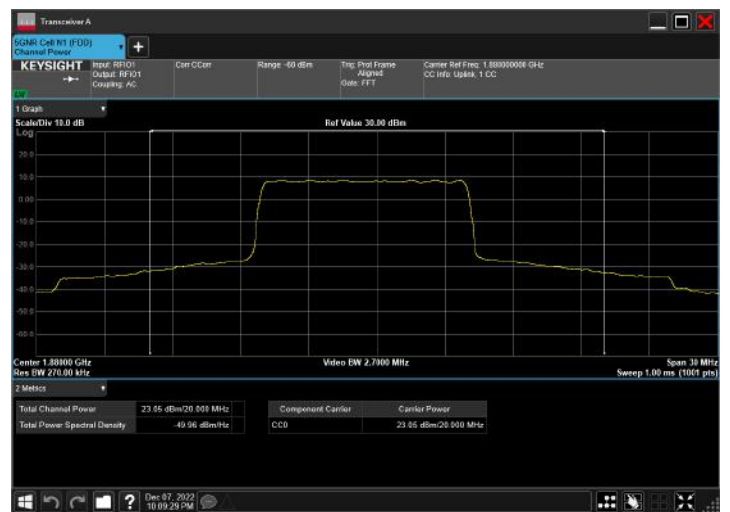 Transceiver A
5GNR Cell N1 (FDD)
Channel Power
+
KEYSIGHT
Input: RFIO1
Output: RFIO1
Coupling: AC
Corr CCorr
Range -60 dBm
Trig: Prot Frame
Aligned
Gate: FFT
Carrier Ref Freq: 1.880000000 GHz
CC Info: Uplink, 1 CC
1 Graph
Scale/Div 10.0 dB
Ref Value 30.00 dBm
Log
20.0
10.0
0.00
-10.0
-20.0
-30.0
-40.0
-50.0
-60.0
Center 1.88000 GHz
Video BW 2.7000 MHz
Span 30 MHz
Res BW 270.00 kHz
Sweep 1.00 ms (1001 pts)
2 Metrics
Total Channel Power 23.05 dBm/20.000 MHz
Total Power Spectral Density -49.96 dBm/Hz
Component Carrier Carrier Power
CC0 23.05 dBm/20.000 MHz
?
Dec 07, 2022
10:09:29 PM